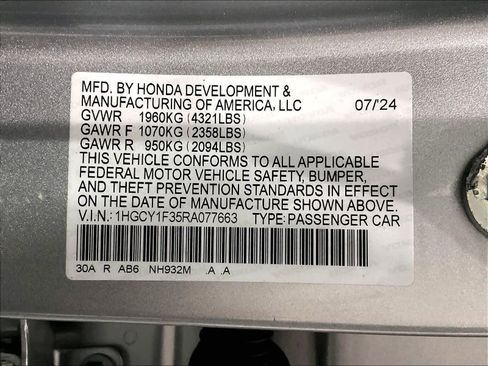 MFD. BY HONDA DEVELOPMENT &
MANUFACTURING OF AMERICA, LLC 07/'24
GVWR 1960KG (4321LBS)
GAWR F 1070KG (2358LBS)
GAWR R 950KG (2094LBS)
THIS VEHICLE CONFORMS TO ALL APPLICABLE
FEDERAL MOTOR VEHICLE SAFETY, BUMPER,
AND THEFT PREVENTION STANDARDS IN EFFECT
ON THE DATE OF MANUFACTURE SHOWN ABOVE.
V.I.N.: 1HGCY1F35RA077663 TYPE: PASSENGER CAR
30A R AB6 NH932M .A .A